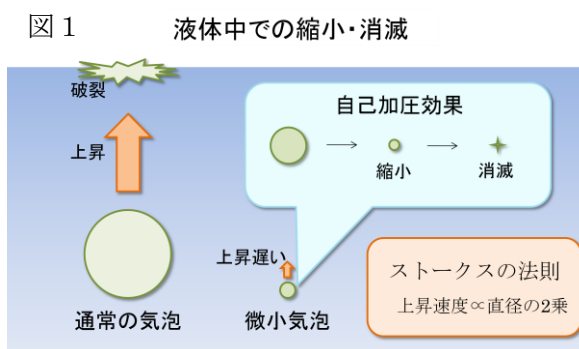 図1
液体中での縮小・消滅
破裂
上昇
通常の気泡
自己加圧効果
縮小
消滅
上昇遅い
微小気泡
ストークスの法則
上昇速度∝直径の2乗